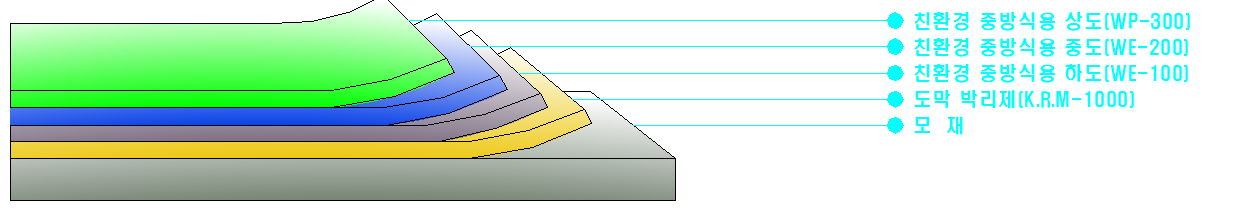 친환경 중방식용 상도(WP-300)
친환경 중방식용 중도(WE-200)
친환경 중방식용 하도(WE-100)
도막 박리제(K.R.M-1000)
모 재